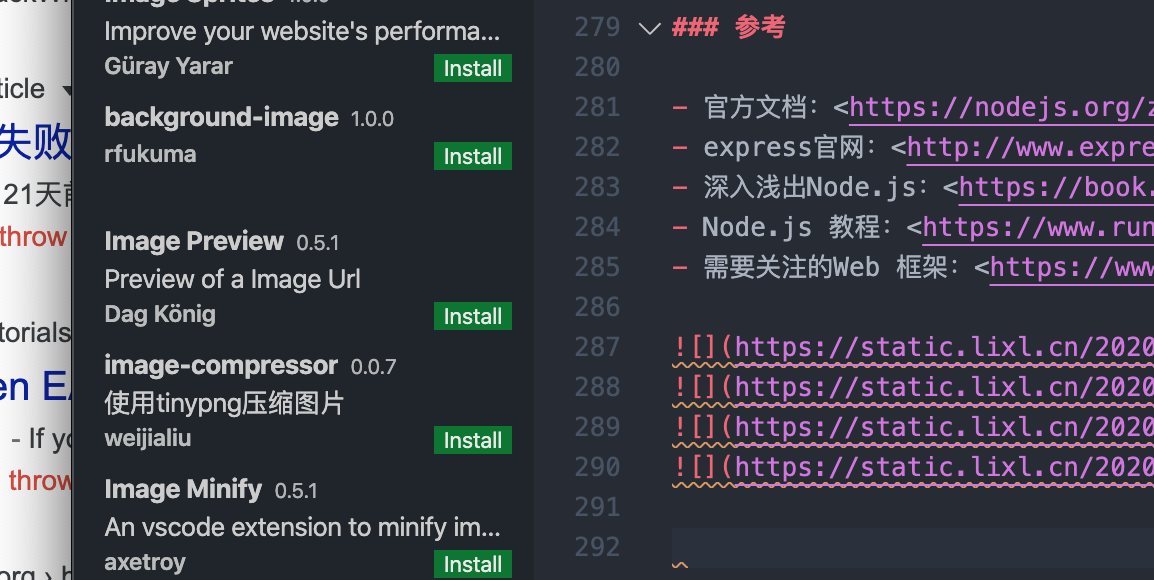 ticle
失败
21天前
throw
torials
en E
- If yo
throw
org › h
Image Sprites 1.0.0
Improve your website's performa...
Güray Yarar
Install
background-image 1.0.0
rfukuma
Install
Image Preview 0.5.1
Preview of a Image Url
Dag König
Install
image-compressor 0.0.7
使用tinypng压缩图片
weijialiu
Install
Image Minify 0.5.1
An vscode extension to minify im...
axetroy
Install
279 ### 参考
280
281 - 官方文档：<https://nodejs.org/z
282 - express官网：<http://www.expre
283 - 深入浅出Node.js：<https://book.
284 - Node.js 教程：<https://www.run
285 - 需要关注的Web 框架：<https://www
286
287 ![](https://static.lixl.cn/2020
288 ![](https://static.lixl.cn/2020
289 ![](https://static.lixl.cn/2020
290 ![](https://static.lixl.cn/2020
291
292